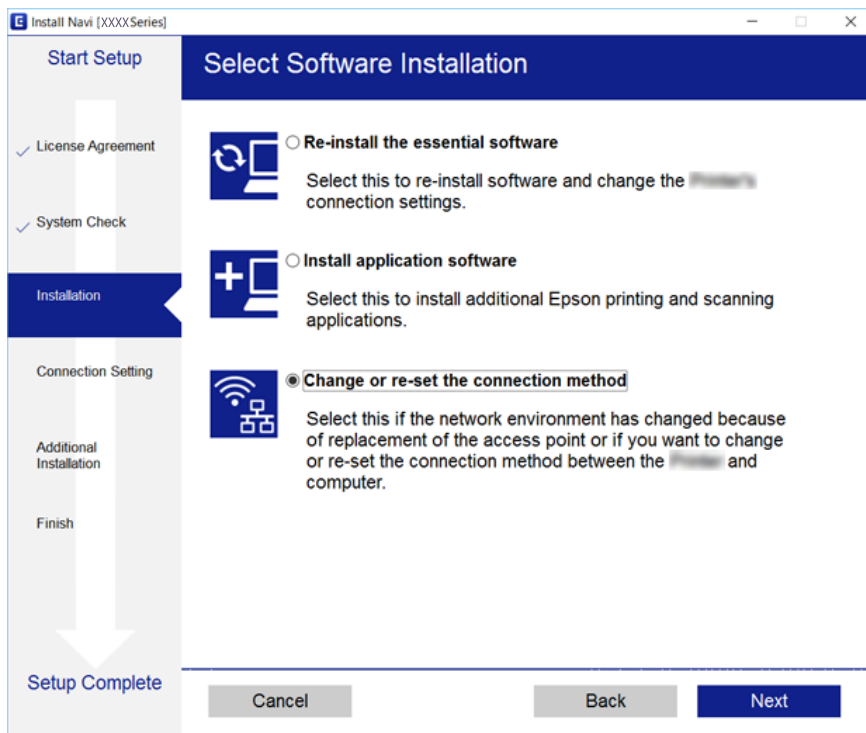 E Install Navi [XXXXSeries]
Start Setup
License Agreement
System Check
Installation
Connection Setting
Additional
Installation
Finish
Setup Complete
Select Software Installation
Re-install the essential software
Select this to re-install software and change the
connection settings.
Install application software
Select this to install additional Epson printing and scanning
applications.
Change or re-set the connection method
Select this if the network environment has changed because
of replacement of the access point or if you want to change
or re-set the connection method between the and
computer.
Cancel
Back
Next